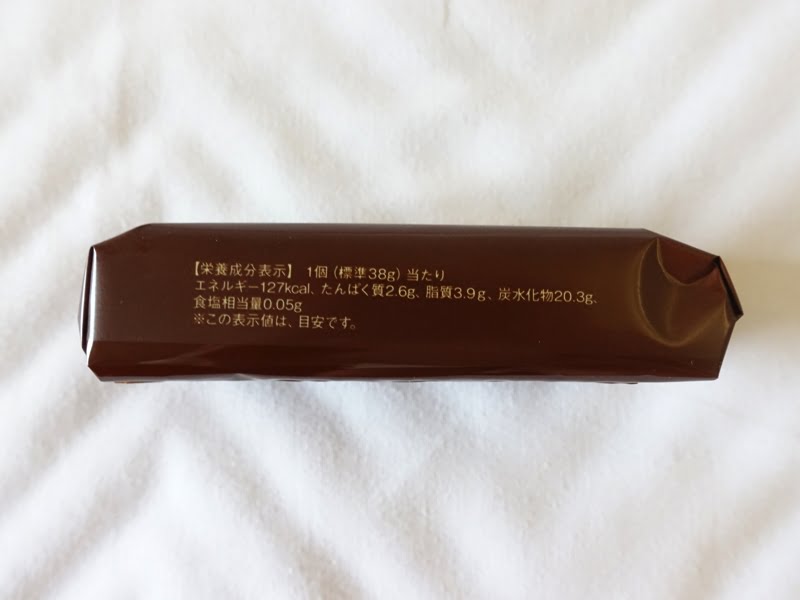 【栄養成分表示】 1個(標準38g)当たり
エネルギー127kcal、たんぱく質2.6g、脂質3.9g、炭水化物20.3g、
食塩相当量0.05g
※この表示値は、目安です。